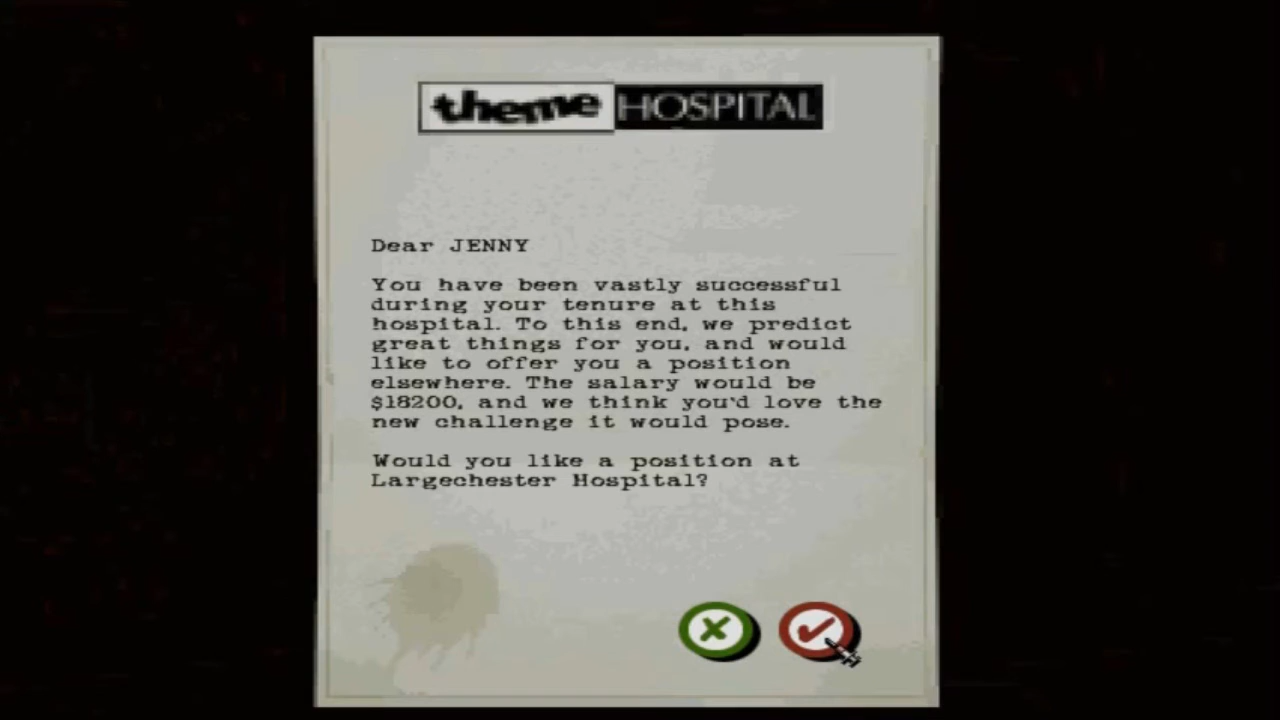 theme HOSPITAL
Dear JENNY
You have been vastly successful
during your tenure at this
hospital. To this end, we predict
great things for you, and would
like to offer you a position
elsewhere. The salary would be
$18200, and we think you'd love the
new challenge it would pose.
Would you like a position at
Largechester Hospital?